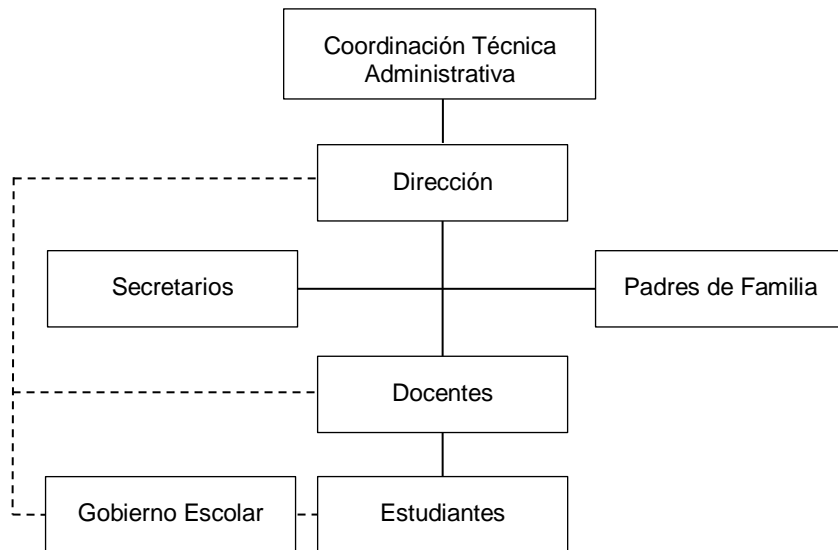 Coordinación Técnica
Administrativa
Dirección
Secretarios
Padres de Familia
Docentes
Gobierno Escolar
Estudiantes